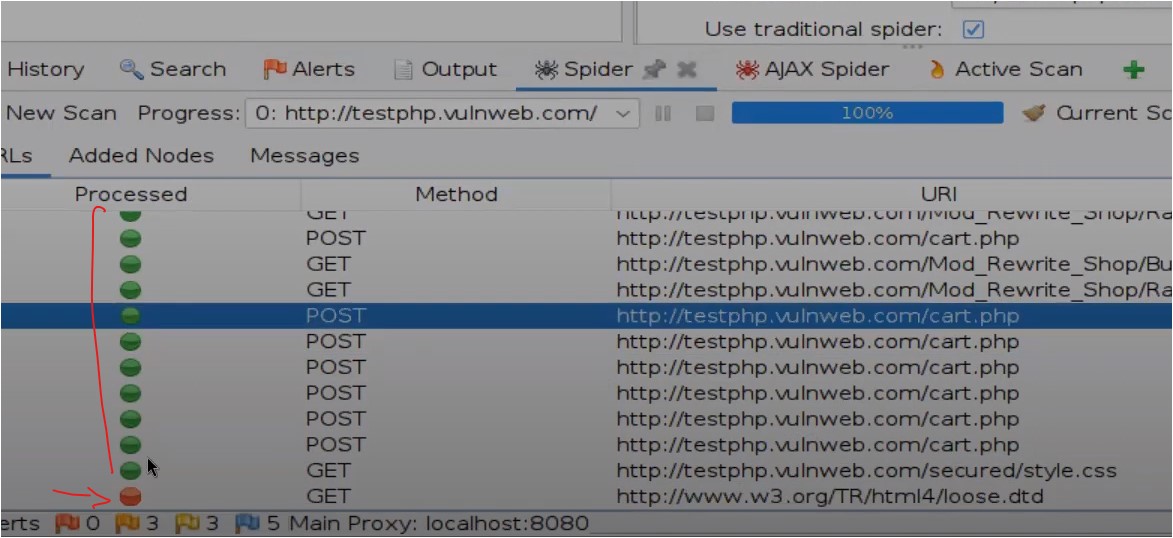 Use traditional spider:
History Search Alerts Output Spider AJAX Spider Active Scan
New Scan Progress: 0: http://testphp.vulnweb.com/ 100% Current Sc
RLs Added Nodes Messages
Processed Method URI
GET http://testphp.vulnweb.com/Mod_Rewrite_Shop/Ra
POST http://testphp.vulnweb.com/cart.php
GET http://testphp.vulnweb.com/Mod_Rewrite_Shop/Bu
GET http://testphp.vulnweb.com/Mod_Rewrite_Shop/Ra
POST http://testphp.vulnweb.com/cart.php
POST http://testphp.vulnweb.com/cart.php
POST http://testphp.vulnweb.com/cart.php
POST http://testphp.vulnweb.com/cart.php
POST http://testphp.vulnweb.com/cart.php
POST http://testphp.vulnweb.com/cart.php
GET http://testphp.vulnweb.com/secured/style.css
GET http://www.w3.org/TR/html4/loose.dtd
erts 0 3 3 5 Main Proxy: localhost:8080